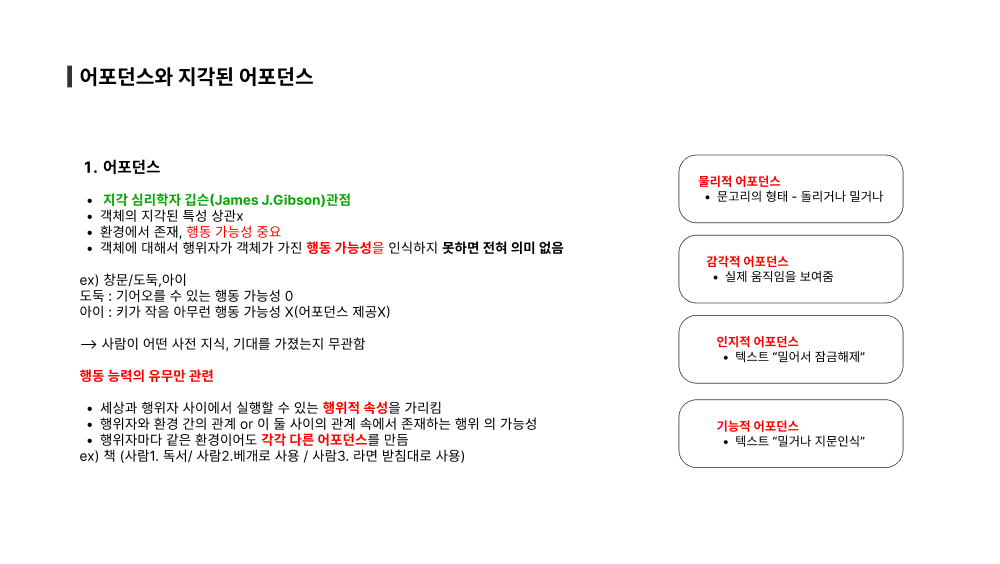 어포던스와 지각된 어포던스
1. 어포던스
• 지각 심리학자 깁슨(James J.Gibson)관점
• 객체의 지각된 특성 상관x
• 환경에서 존재, 행동 가능성 중요
• 객체에 대해서 행위자가 객체가 가진 행동 가능성을 인식하지 못하면 전혀 의미 없음
ex) 창문/도둑,아이
도둑 : 기어오를 수 있는 행동 가능성 0
아이 : 키가 작음 아무런 행동 가능성 X(어포던스 제공X)
—> 사람이 어떤 사전 지식, 기대를 가졌는지 무관함
행동 능력의 유무만 관련
• 세상과 행위자 사이에서 실행할 수 있는 행위적 속성을 가리킴
• 행위자와 환경 간의 관계 or 이 둘 사이의 관계 속에서 존재하는 행위 의 가능성
• 행위자마다 같은 환경이어도 각각 다른 어포던스를 만듬
ex) 책 (사람1. 독서/ 사람2.베개로 사용 / 사람3. 라면 받침대로 사용)
물리적 어포던스
• 문고리의 형태 - 돌리거나 밀거나
감각적 어포던스
• 실제 움직임을 보여줌
인지적 어포던스
• 텍스트 “밀어서 잠금해제”
기능적 어포던스
• 텍스트 “밀거나 지문인식”